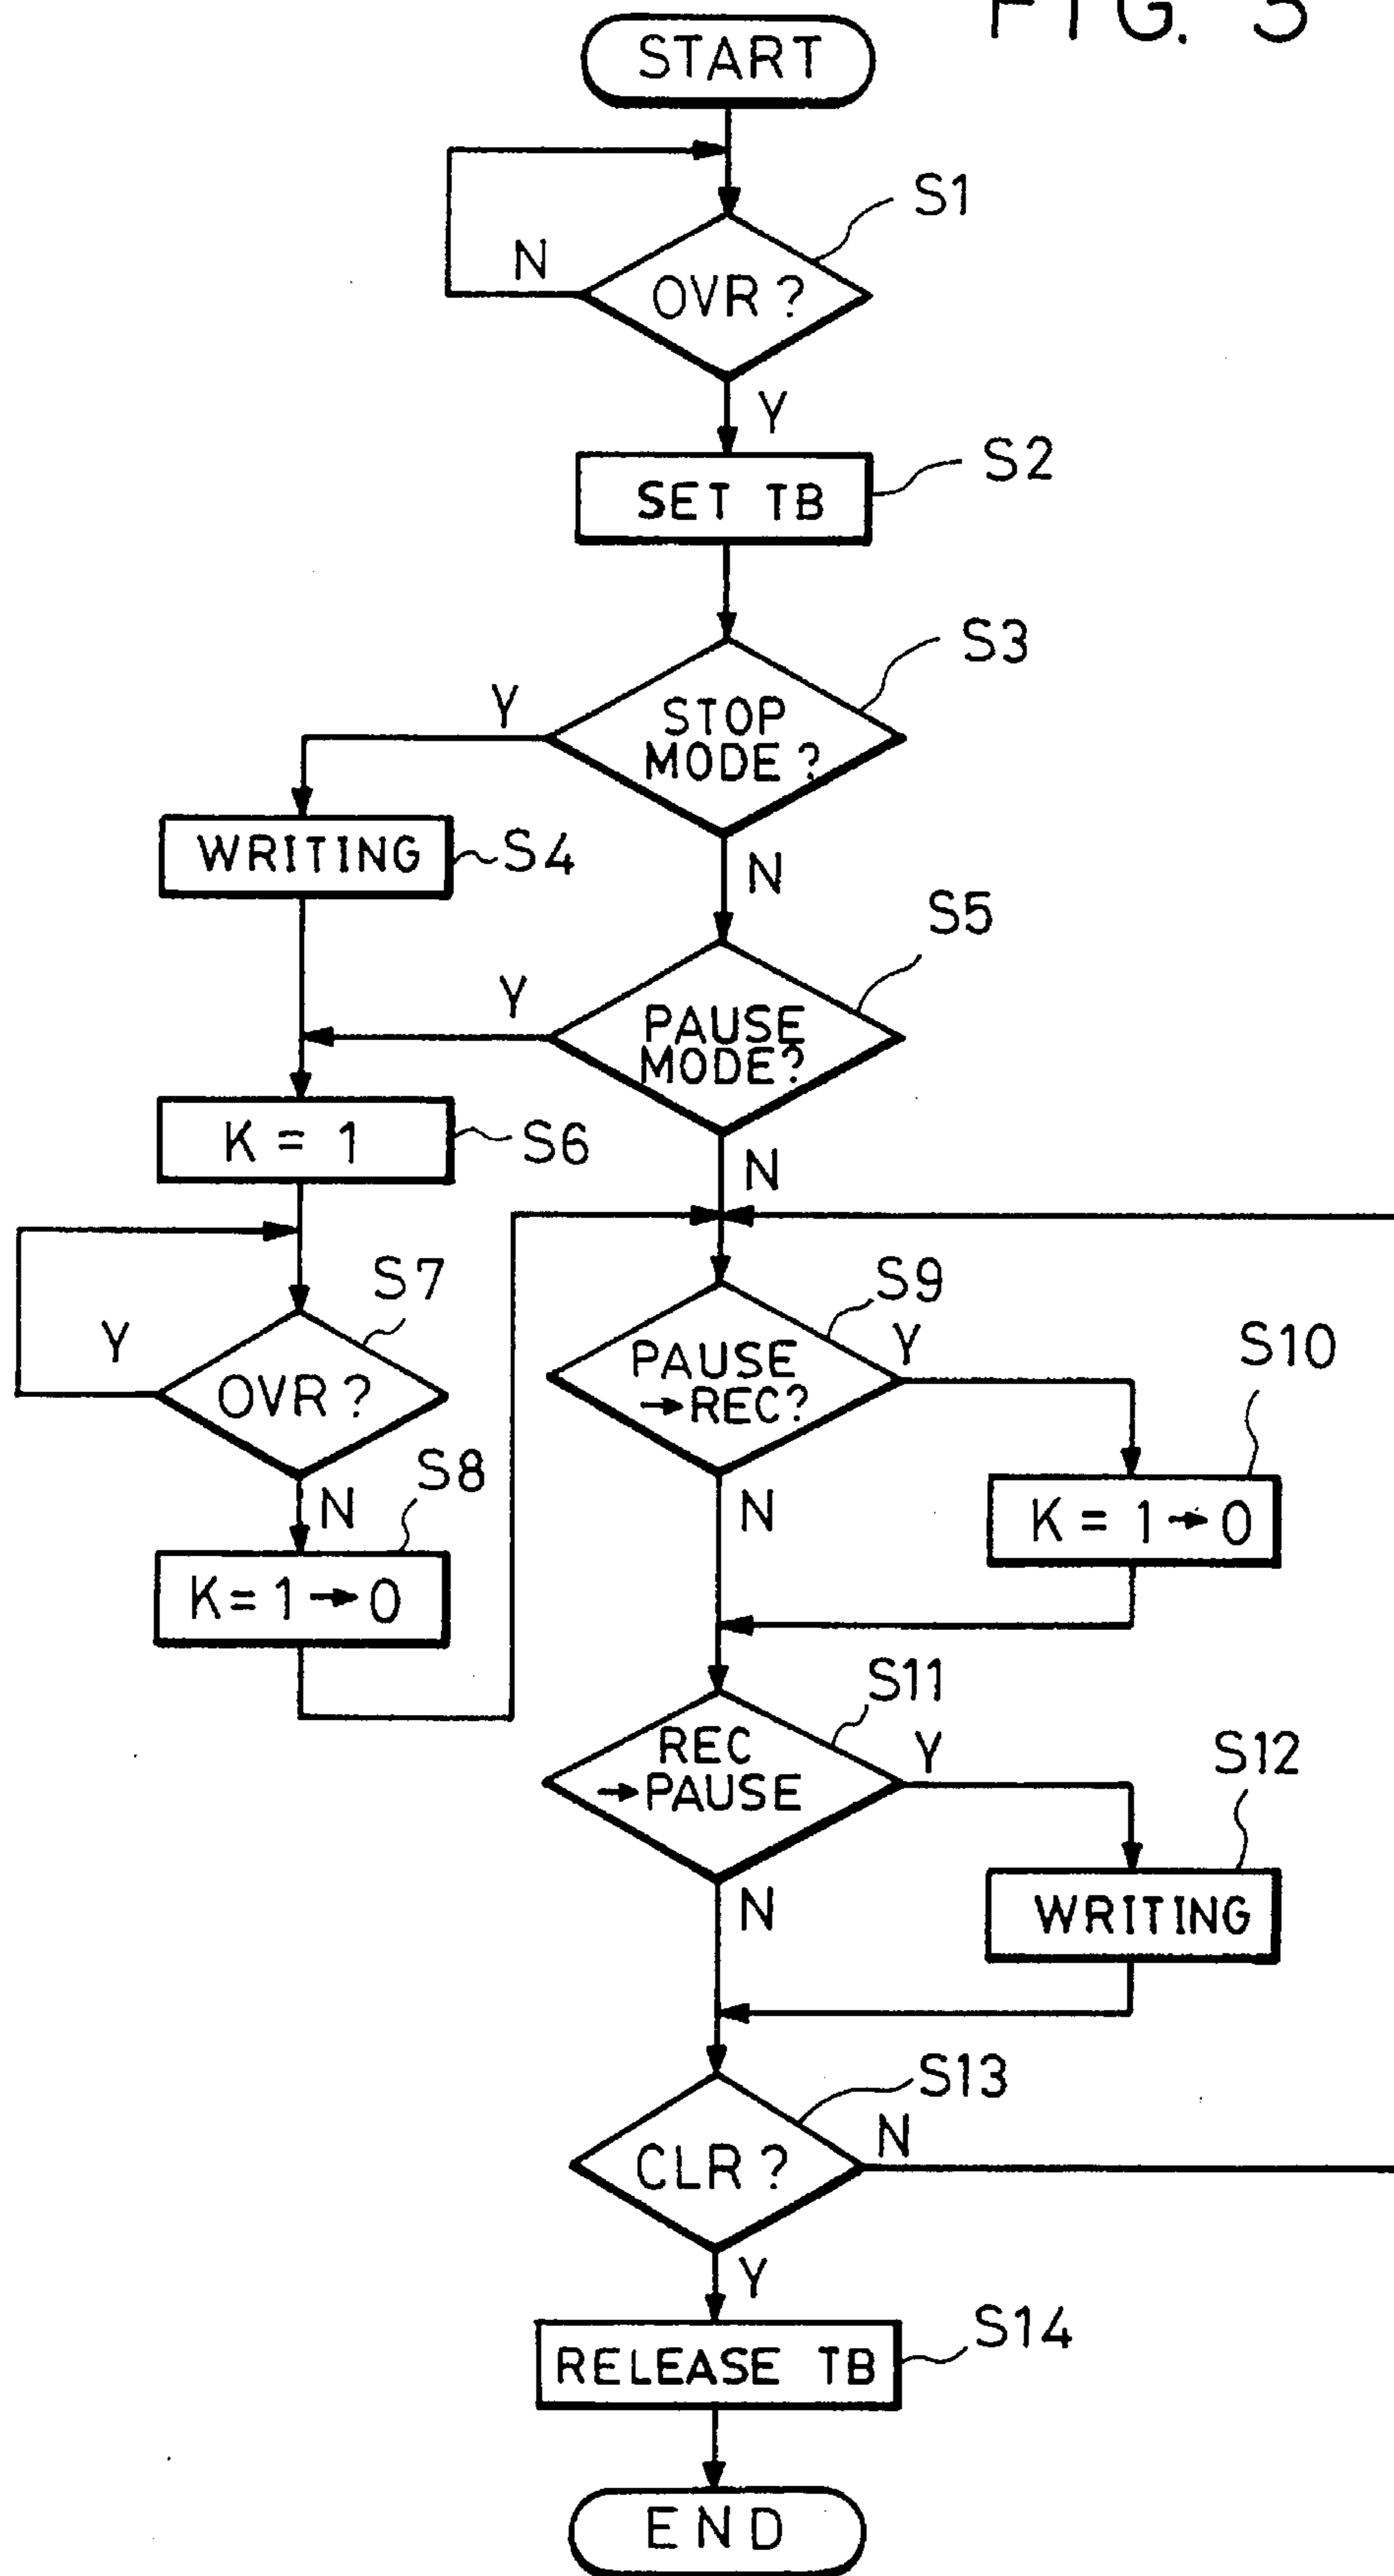 FIG. 3
START
S1
N
OVR?
Y
S2
SET TB
S3
Y
STOP
MODE?
WRITING
S4
N
S5
Y
PAUSE
MODE?
K = 1
S6
N
S7
S9
Y
OVR?
PAUSE
→REC?
Y
S10
S8
N
N
K = 1→0
K=1→0
S11
REC
→PAUSE
Y
S12
N
WRITING
S13
CLR?
N
Y
S14
RELEASE TB
END